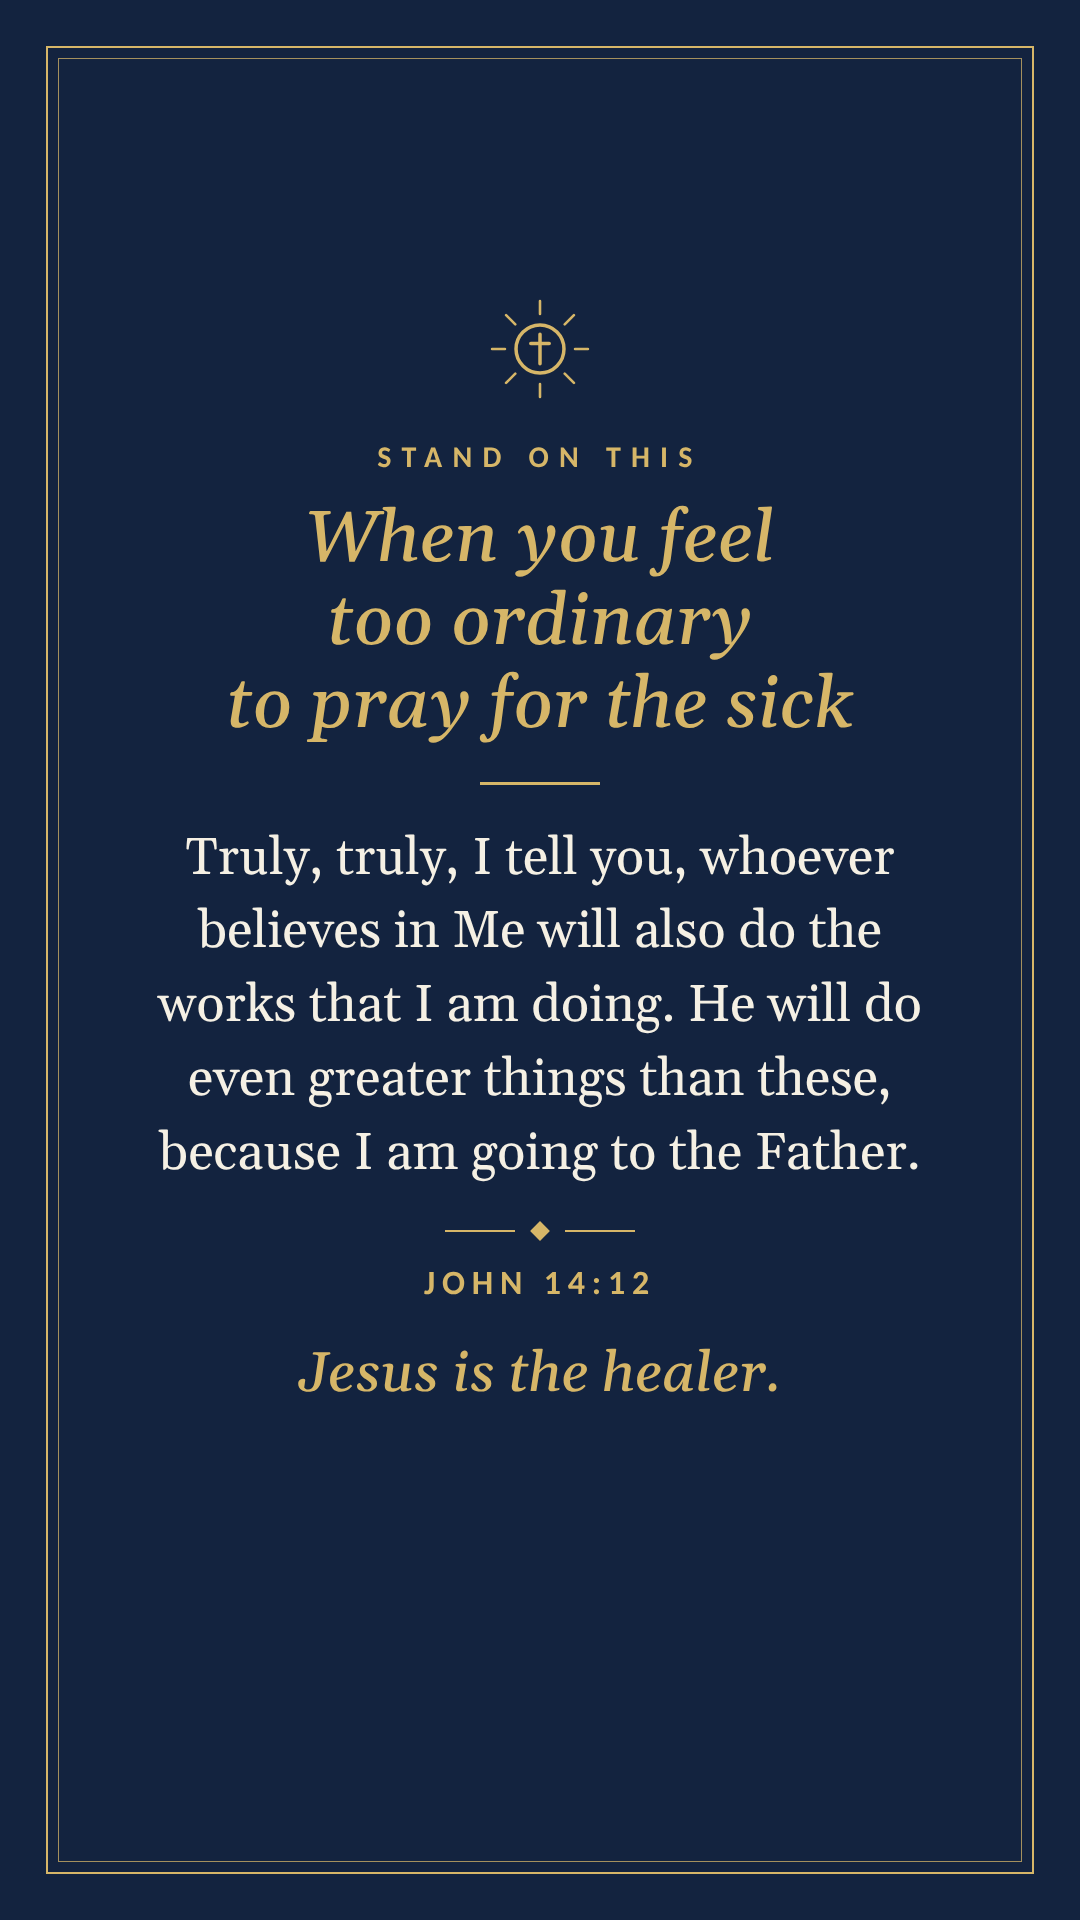 STAND ON THIS
When you feel
too ordinary
to pray for the sick
Truly, truly, I tell you, whoever
believes in Me will also do the
works that I am doing. He will do
even greater things than these,
because I am going to the Father.
JOHN 14:12
Jesus is the healer.